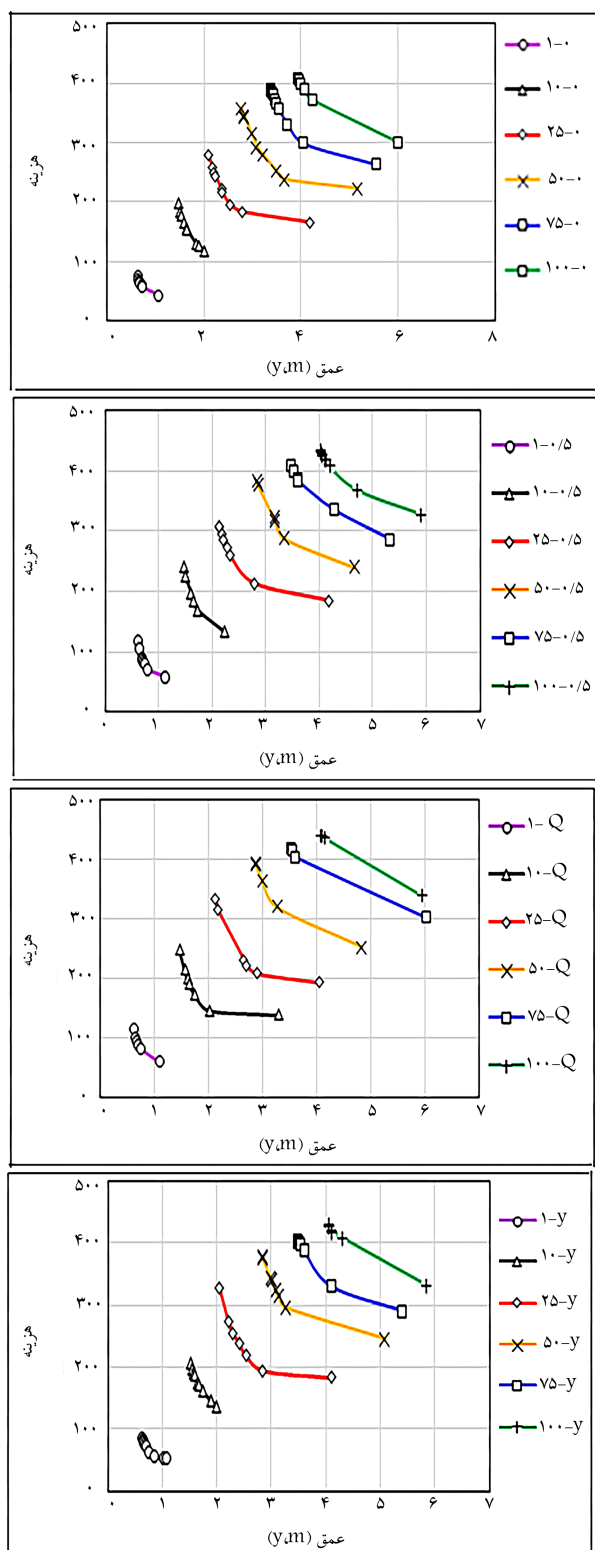 ۵۰۰
۴۰۰
۳۰۰
۲۰۰
۱۰۰
۰
هزینه
۰ ۲ ۴ ۶ ۸
عمق (y,m)
۱-۰
۱۰-۰
۲۵-۰
۵۰-۰
۷۵-۰
۱۰۰-۰
۵۰۰
۴۰۰
۳۰۰
۲۰۰
۱۰۰
۰
هزینه
۰ ۱ ۲ ۳ ۴ ۵ ۶ ۷
عمق (y,m)
۱-۰/۵
۱۰-۰/۵
۲۵-۰/۵
۵۰-۰/۵
۷۵-۰/۵
۱۰۰-۰/۵
۵۰۰
۴۰۰
۳۰۰
۲۰۰
۱۰۰
۰
هزینه
۰ ۱ ۲ ۳ ۴ ۵ ۶ ۷
عمق (y,m)
۱- Q
۱۰-Q
۲۵-Q
۵۰-Q
۷۵-Q
۱۰۰-Q
۵۰۰
۴۰۰
۳۰۰
۲۰۰
۱۰۰
۰
هزینه
۰ ۱ ۲ ۳ ۴ ۵ ۶ ۷
عمق (y,m)
۱-y
۱۰-y
۲۵-y
۵۰-y
۷۵-y
۱۰۰-y